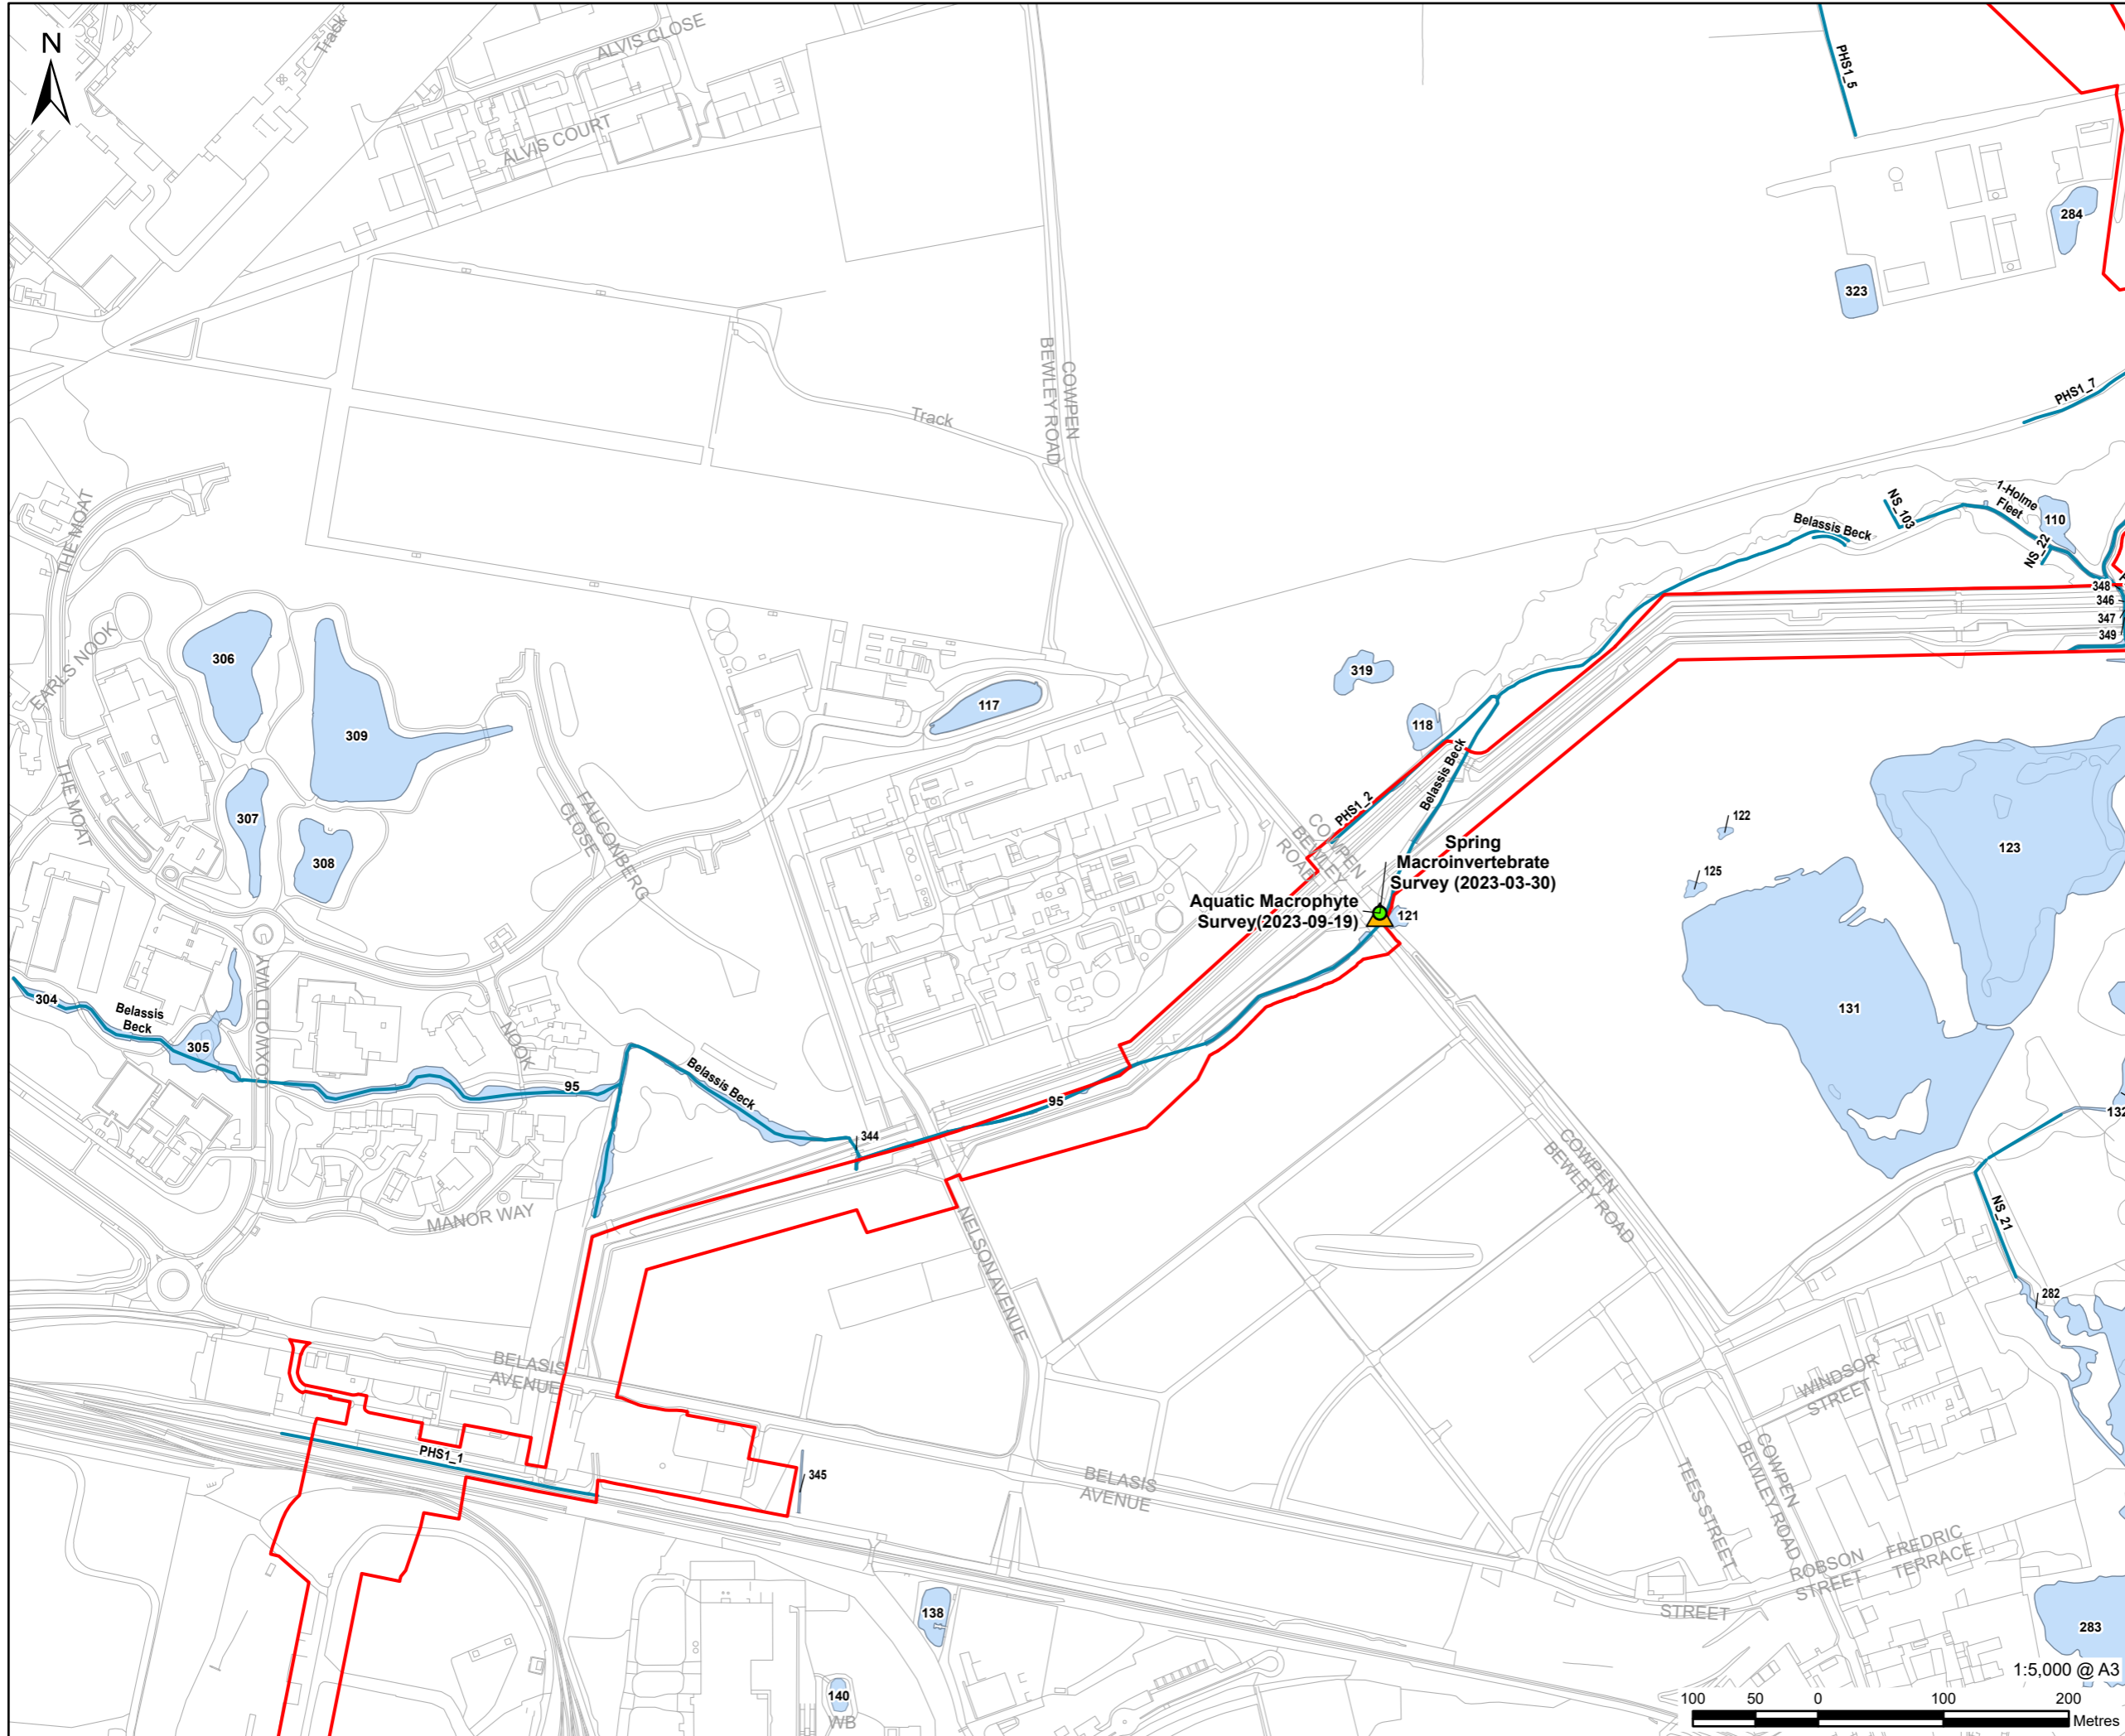 N
Track
ALVIS CLOSE
ALVIS COURT
PHS1_5
284
323
COWPEN
BEWLEY ROAD
Track
PHS1_7
THE MOAT
NS_103
1-Holme
Fleet
110
Belassis Beck
NS_22
348
346
347
349
EARLS NOOK
306
309
319
117
118
Belassis Beck
THE MOAT
307
308
FAUCONBERG
CLOSE
PHS1_2
COWPEN
BEWLEY
ROAD
122
123
125
Spring
Macroinvertebrate
Survey (2023-03-30)
Aquatic Macrophyte
Survey(2023-09-19)
121
131
304
Belassis
Beck
305
COXWOLD WAY
NOOK
95
Belassis Beck
95
344
132
COWPEN
BEWLEY ROAD
NS_21
MANOR WAY
NELSON AVENUE
282
BELASIS
AVENUE
WINDSOR
STREET
PHS1_1
345
BELASIS
AVENUE
TEES STREET
COWPEN
BEWLEY ROAD
ROBSON
STREET
FREDRIC
TERRACE
STREET
138
283
140
WB
1:5,000 @ A3
100 50 0 100 200
Metres